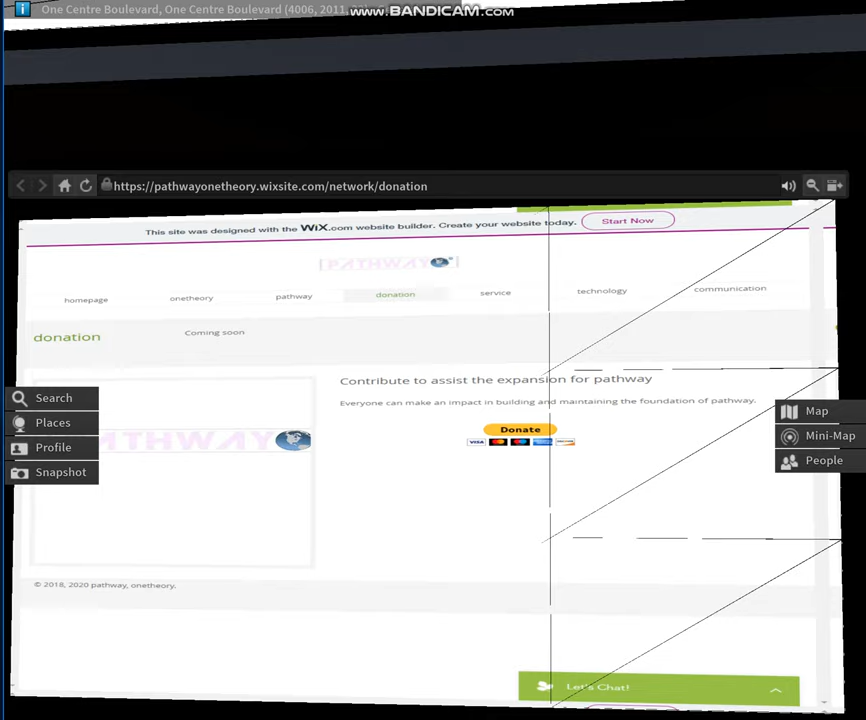 One Centre Boulevard, One Centre Boulevard (4006, 2011,
www.BANDICAM.com
https://pathwayonetheory.wixsite.com/network/donation
This site was designed with the WiX.com website builder. Create your website today.
Start Now
PATHWAY
homepage onetheory pathway donation service technology communication
donation
Coming soon
Contribute to assist the expansion for pathway
Everyone can make an impact in building and maintaining the foundation of pathway.
Search
Places
Profile
Snapshot
Map
Mini-Map
People
ATHWAY
Donate
VISA
© 2018, 2020 pathway, onetheory.
Let's Chat!